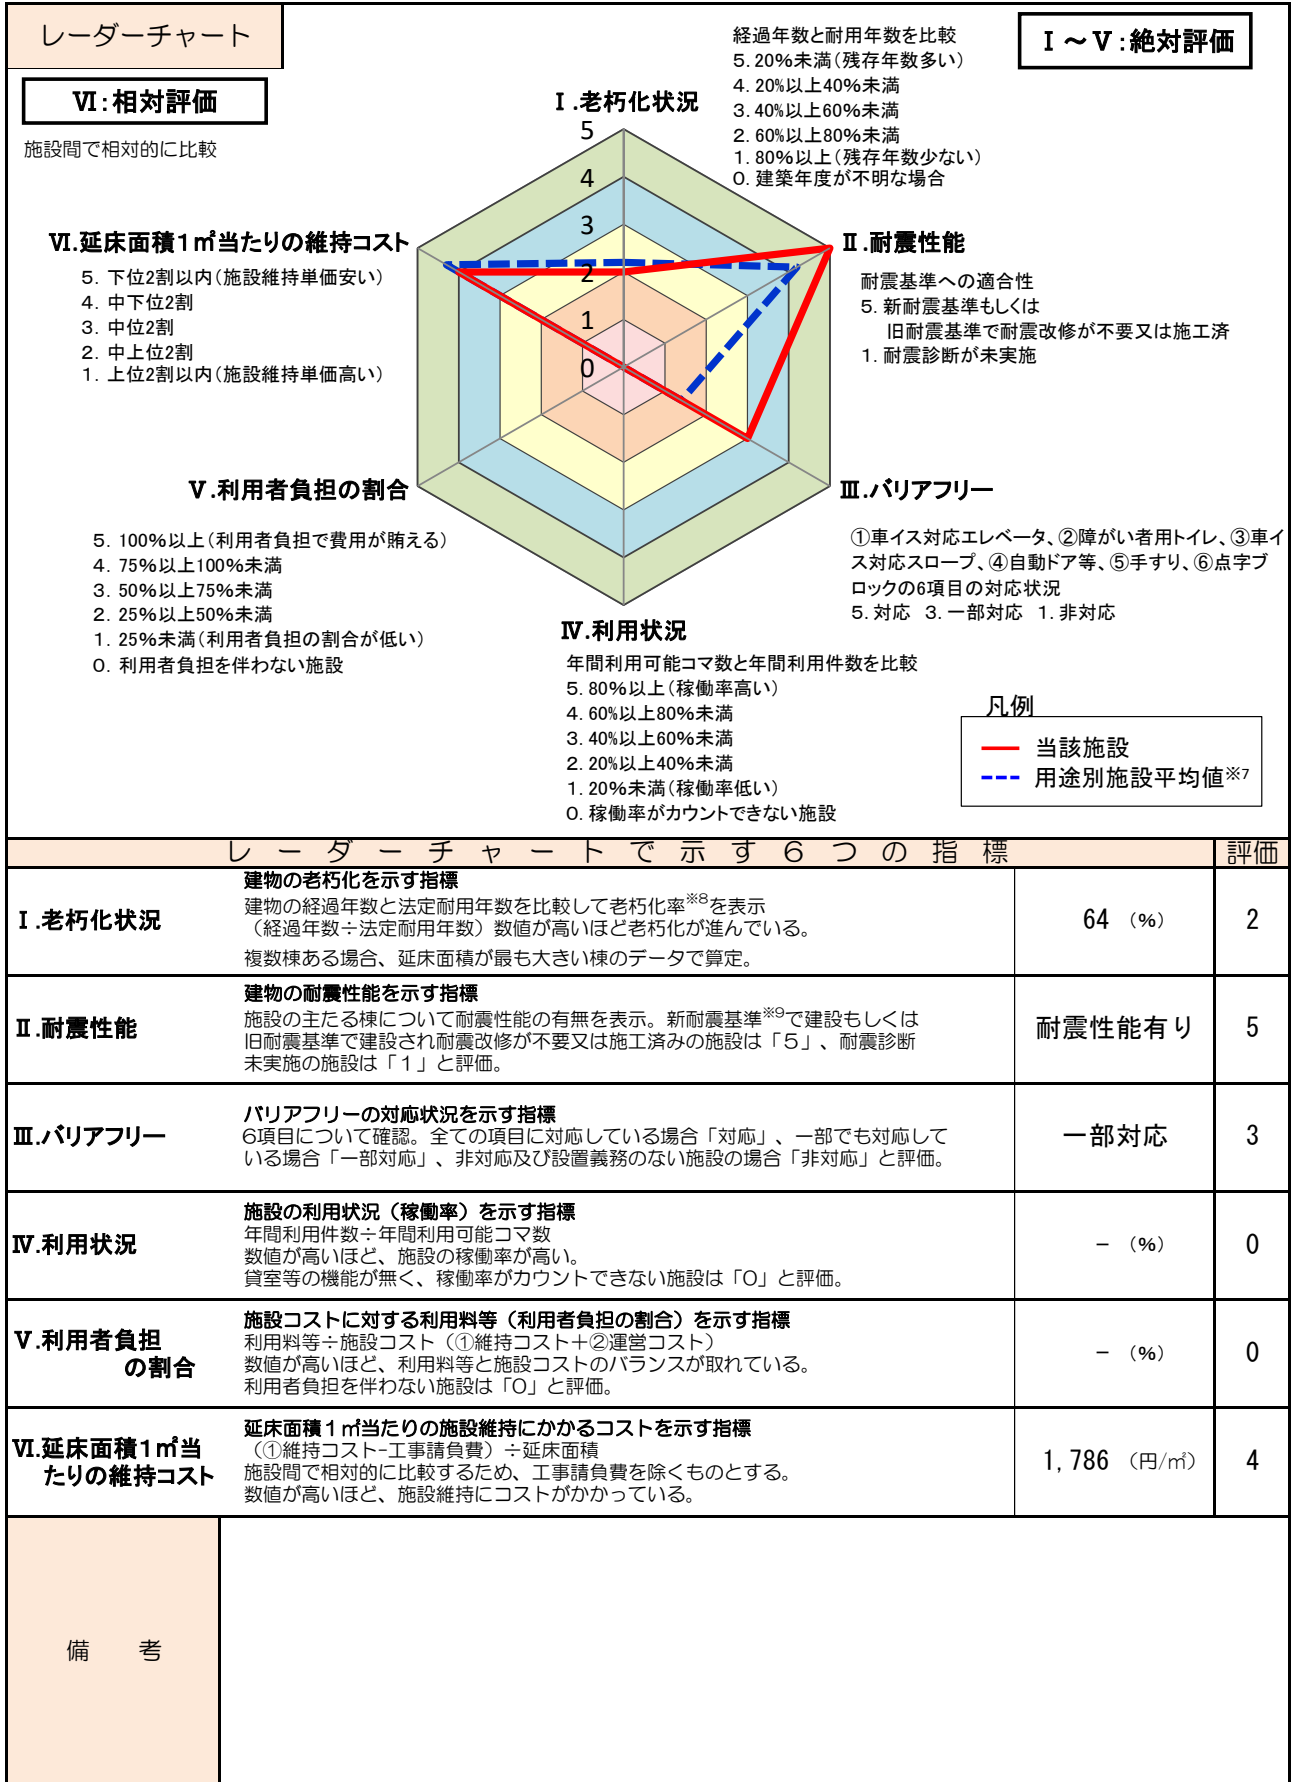 レーダーチャート
Ⅰ～Ⅴ:絶対評価
Ⅵ:相対評価
施設間で相対的に比較
経過年数と耐用年数を比較
5. 20%未満(残存年数多い)
4. 20%以上40%未満
3. 40%以上60%未満
2. 60%以上80%未満
1. 80%以上(残存年数少ない)
0. 建築年度が不明な場合
Ⅰ.老朽化状況
5
4
3
2
1
0
Ⅱ.耐震性能
耐震基準への適合性
5. 新耐震基準もしくは
旧耐震基準で耐震改修が不要又は施工済
1. 耐震診断が未実施
Ⅵ.延床面積1㎡当たりの維持コスト
5. 下位2割以内(施設維持単価安い)
4. 中下位2割
3. 中位2割
2. 中上位2割
1. 上位2割以内(施設維持単価高い)
Ⅲ.バリアフリー
①車イス対応エレベータ、②障がい者用トイレ、③車イ
ス対応スロープ、④自動ドア等、⑤手すり、⑥点字ブ
ロックの6項目の対応状況
5. 対応 3. 一部対応 1. 非対応
Ⅴ.利用者負担の割合
5. 100%以上(利用者負担で費用が賄える)
4. 75%以上100%未満
3. 50%以上75%未満
2. 25%以上50%未満
1. 25%未満(利用者負担の割合が低い)
0. 利用者負担を伴わない施設
Ⅳ.利用状況
年間利用可能コマ数と年間利用件数を比較
5. 80%以上(稼働率高い)
4. 60%以上80%未満
3. 40%以上60%未満
2. 20%以上40%未満
1. 20%未満(稼働率低い)
0. 稼働率がカウントできない施設
凡例
当該施設
用途別施設平均値※7
レーダーチャートで示す6つの指標 評価
Ⅰ.老朽化状況
建物の老朽化を示す指標
建物の経過年数と法定耐用年数を比較して老朽化率※8を表示
(経過年数÷法定耐用年数)数値が高いほど老朽化が進んでいる。
複数棟ある場合、延床面積が最も大きい棟のデータで算定。
64 (%) 2
Ⅱ.耐震性能
建物の耐震性能を示す指標
施設の主たる棟について耐震性能の有無を表示。新耐震基準※9で建設もしくは
旧耐震基準で建設され耐震改修が不要又は施工済みの施設は「5」、耐震診断
未実施の施設は「1」と評価。
耐震性能有り 5
Ⅲ.バリアフリー
バリアフリーの対応状況を示す指標
6項目について確認。全ての項目に対応している場合「対応」、一部でも対応して
いる場合「一部対応」、非対応及び設置義務のない施設の場合「非対応」と評価。
一部対応 3
Ⅳ.利用状況
施設の利用状況(稼働率)を示す指標
年間利用件数÷年間利用可能コマ数
数値が高いほど、施設の稼働率が高い。
貸室等の機能が無く、稼働率がカウントできない施設は「0」と評価。
- (%) 0
Ⅴ.利用者負担
の割合
施設コストに対する利用料等(利用者負担の割合)を示す指標
利用料等÷施設コスト(①維持コスト+②運営コスト)
数値が高いほど、利用料等と施設コストのバランスが取れている。
利用者負担を伴わない施設は「0」と評価。
- (%) 0
Ⅵ.延床面積1㎡当
たりの維持コスト
延床面積1㎡当たりの施設維持にかかるコストを示す指標
(①維持コスト-工事請負費)÷延床面積
施設間で相対的に比較するため、工事請負費を除くものとする。
数値が高いほど、施設維持にコストがかかっている。
1,786 (円/㎡) 4
備 考